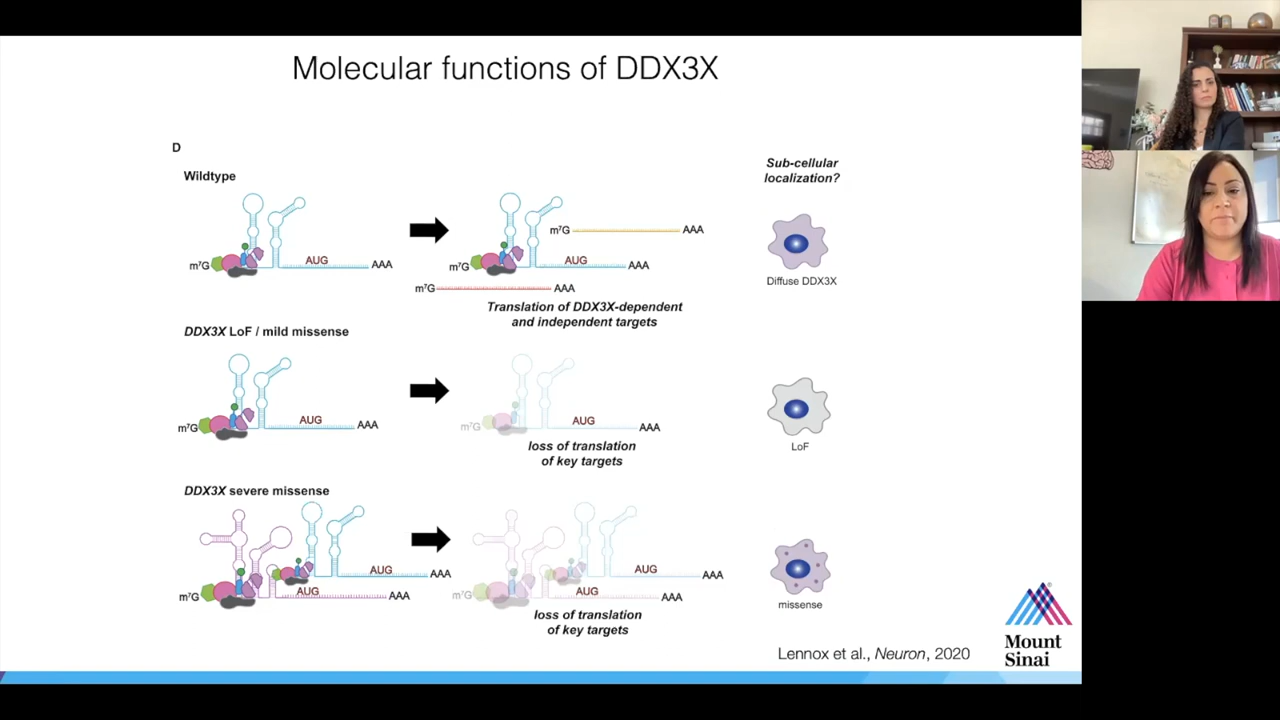 Molecular functions of DDX3X
D
Wildtype
Sub-cellular
localization?
m⁷G
AUG
AAA
m⁷G
AAA
m⁷G
AUG
AAA
m⁷G
AAA
Translation of DDX3X-dependent
and independent targets
Diffuse DDX3X
DDX3X LoF / mild missense
m⁷G
AUG
AAA
m⁷G
AUG
AAA
loss of translation
of key targets
LoF
DDX3X severe missense
AUG
AAA
m⁷G
AUG
AAA
AUG
AAA
m⁷G
AUG
AAA
loss of translation
of key targets
missense
Lennox et al., Neuron, 2020
Mount
Sinai